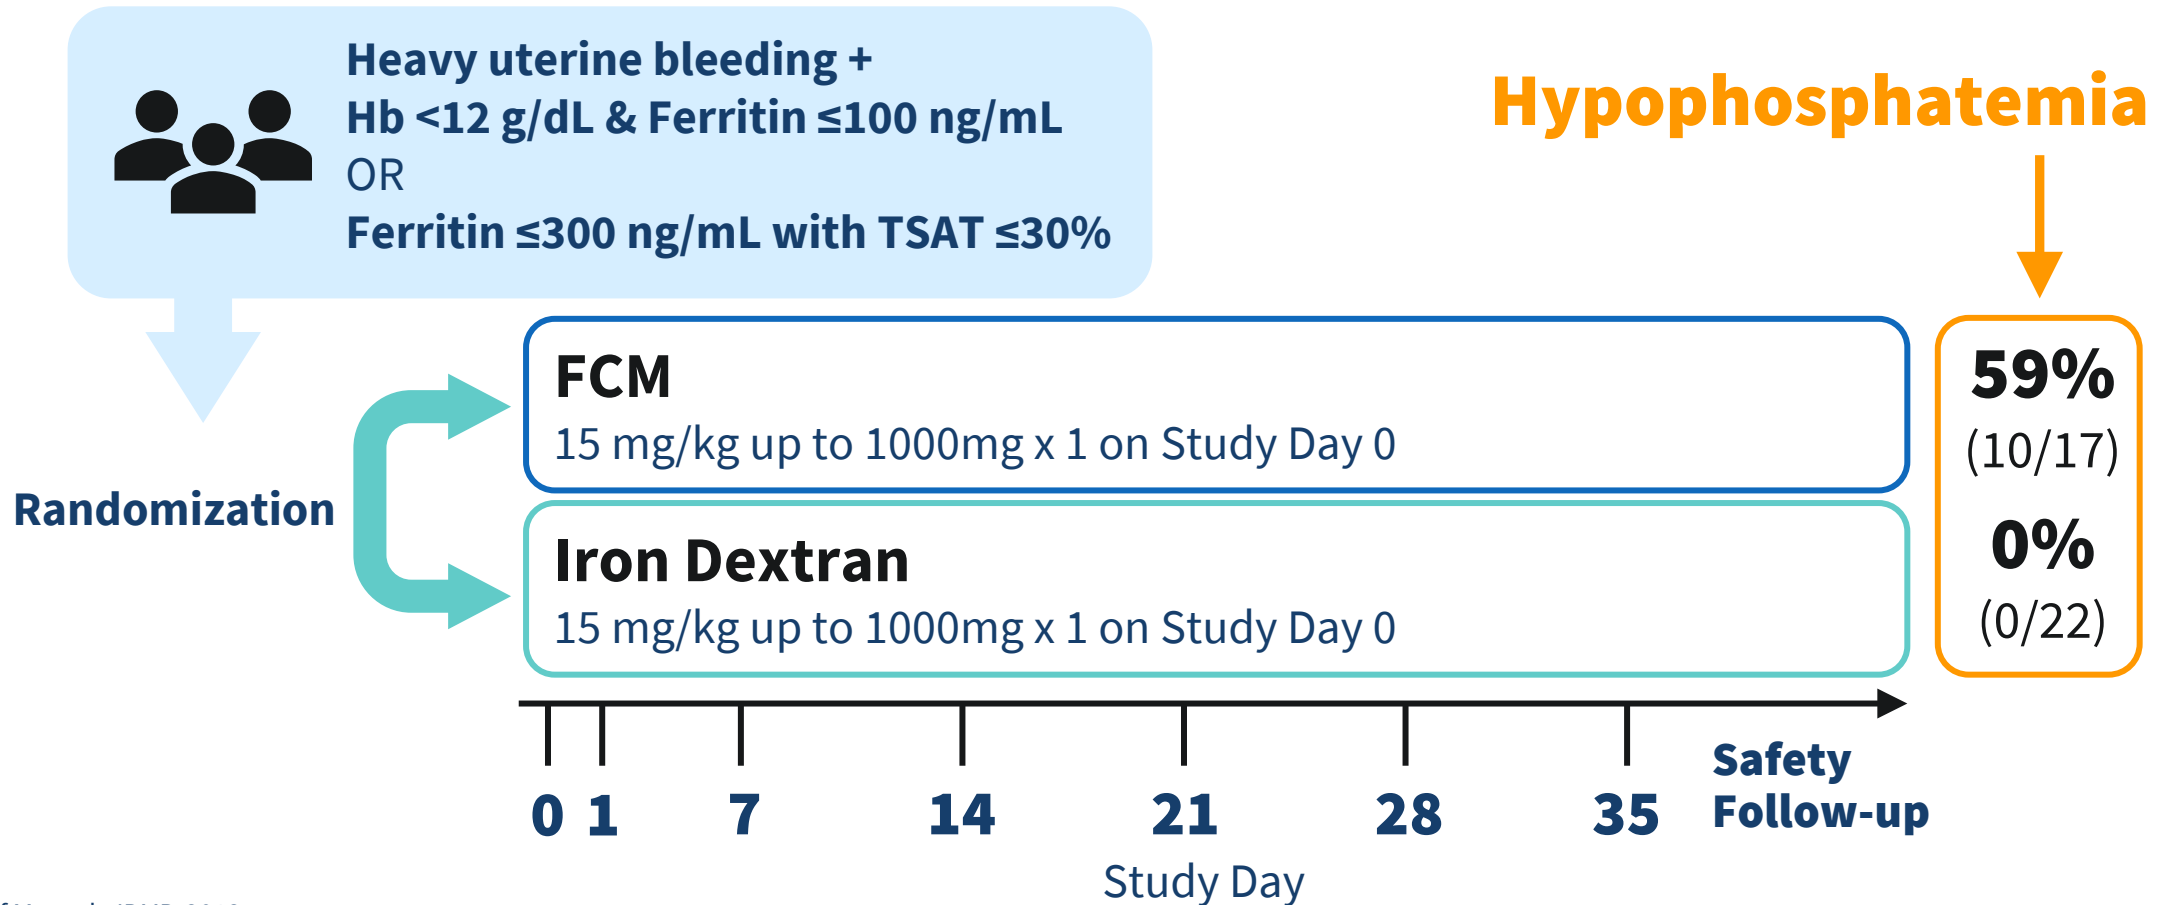 Heavy uterine bleeding +
Hb <12 g/dL & Ferritin ≤100 ng/mL
OR
Ferritin ≤300 ng/mL with TSAT ≤30%
Hypophosphatemia
Randomization
FCM
15 mg/kg up to 1000mg x 1 on Study Day 0
59%
(10/17)
Iron Dextran
15 mg/kg up to 1000mg x 1 on Study Day 0
0%
(0/22)
0 1 7 14 21 28 35
Safety
Follow-up
Study Day